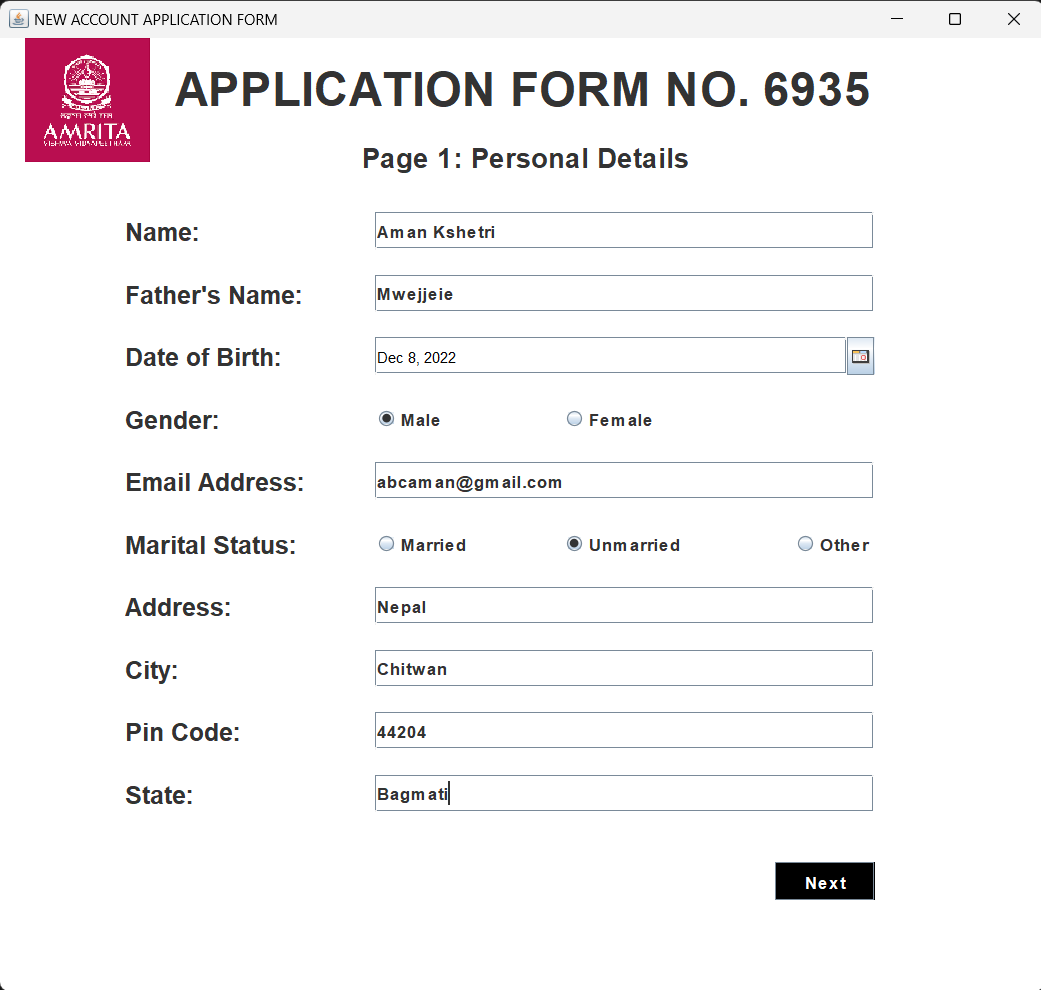 NEW ACCOUNT APPLICATION FORM
AMRITA
VISHWA VIDYAPEETHAM
APPLICATION FORM NO. 6935
Page 1: Personal Details
Name: Aman Kshetri
Father's Name: Mwejjeie
Date of Birth: Dec 8, 2022
Gender: Male Female
Email Address: abcaman@gmail.com
Marital Status: Married Unmarried Other
Address: Nepal
City: Chitwan
Pin Code: 44204
State: Bagmati
Next